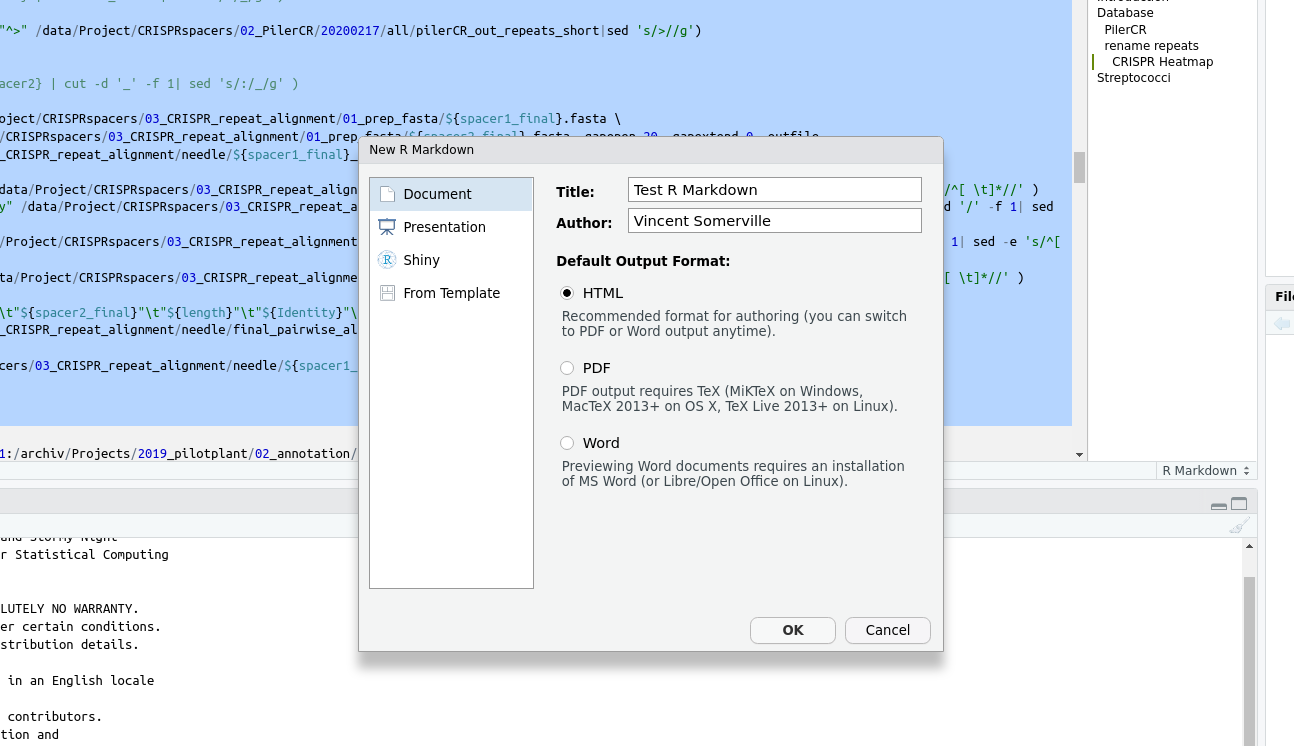 Database
PilerCR
rename repeats
CRISPR Heatmap
Streptococci
"^>" /data/Project/CRISPRspacers/02_PilerCR/20200217/all/pilerCR_out_repeats_short|sed 's/>//g')
acer2} | cut -d '_' -f 1| sed 's/:/_/g' )
oject/CRISPRspacers/03_CRISPR_repeat_alignment/01_prep_fasta/${spacer1_final}.fasta \
/CRISPRspacers/03_CRISPR_repeat_alignment/01_prep_fasta/${spacer2_final}.fasta -gapopen 20 -gapextend 0 -outfile
_CRISPR_repeat_alignment/needle/${spacer1_final}_
data/Project/CRISPRspacers/03_CRISPR_repeat_align /^[ \t]*//' )
y" /data/Project/CRISPRspacers/03_CRISPR_repeat_a d '/' -f 1| sed
/Project/CRISPRspacers/03_CRISPR_repeat_alignment 1| sed -e 's/^[
ta/Project/CRISPRspacers/03_CRISPR_repeat_alignme [ \t]*//' )
\t"${spacer2_final}"\t"${length}"\t"${Identity}"\
_CRISPR_repeat_alignment/needle/final_pairwise_al
cers/03_CRISPR_repeat_alignment/needle/${spacer1_
1:/archiv/Projects/2019_pilotplant/02_annotation/
R Markdown
New R Markdown
Document
Presentation
Shiny
From Template
Title: Test R Markdown
Author: Vincent Somerville
Default Output Format:
HTML
Recommended format for authoring (you can switch
to PDF or Word output anytime).
PDF
PDF output requires TeX (MiKTeX on Windows,
MacTeX 2013+ on OS X, TeX Live 2013+ on Linux).
Word
Previewing Word documents requires an installation
of MS Word (or Libre/Open Office on Linux).
OK
Cancel
File
and Stormy Night"
r Statistical Computing
LUTELY NO WARRANTY.
er certain conditions.
stribution details.
in an English locale
contributors.
tion and